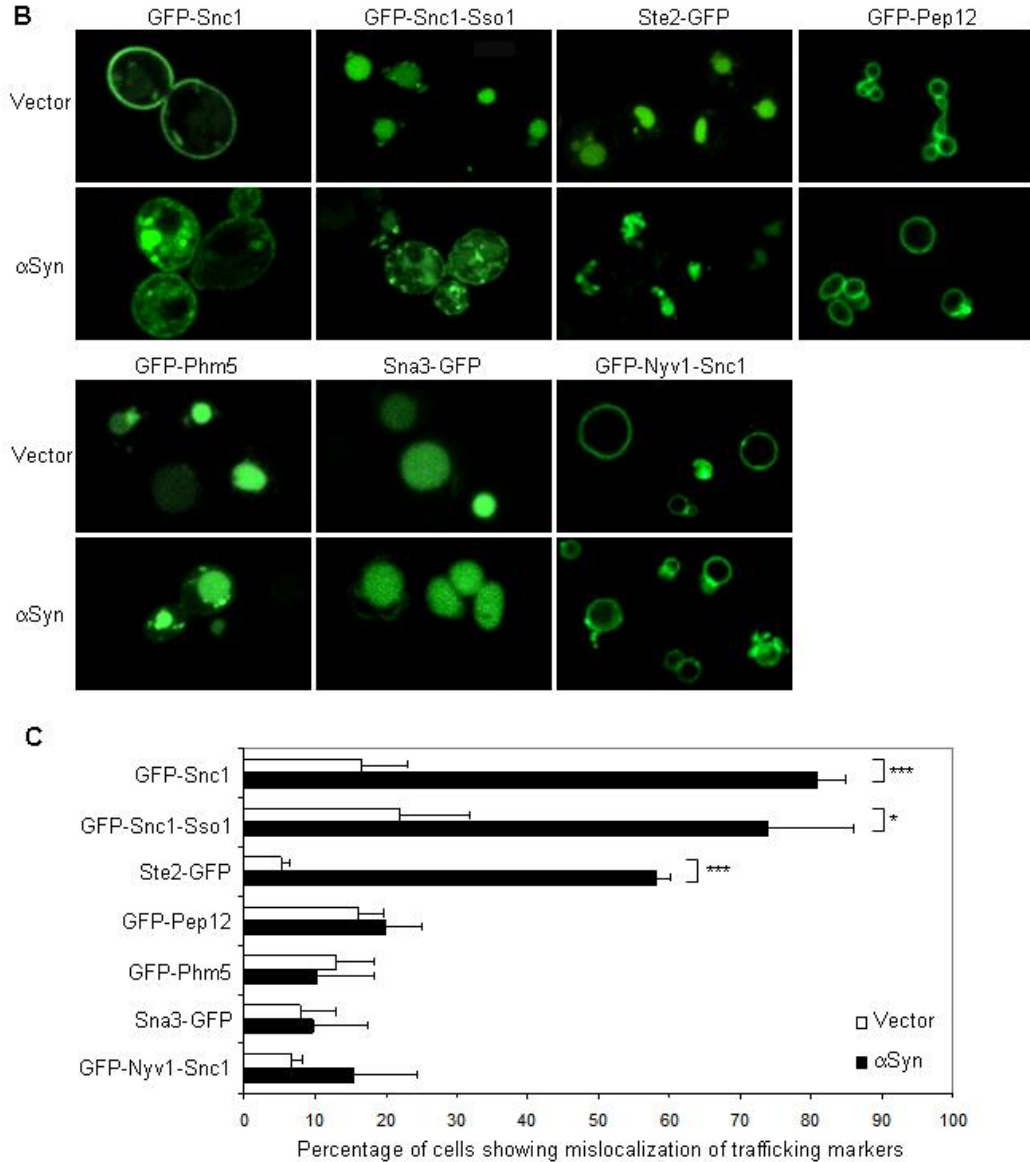 B
GFP-Snc1 GFP-Snc1-Sso1 Ste2-GFP GFP-Pep12
Vector
αSyn
GFP-Phm5 Sna3-GFP GFP-Nyv1-Snc1
Vector
αSyn
C
GFP-Snc1 ***
GFP-Snc1-Sso1 *
Ste2-GFP ***
GFP-Pep12
GFP-Phm5
Sna3-GFP
GFP-Nyv1-Snc1
Vector
αSyn
0 10 20 30 40 50 60 70 80 90 100
Percentage of cells showing mislocalization of trafficking markers